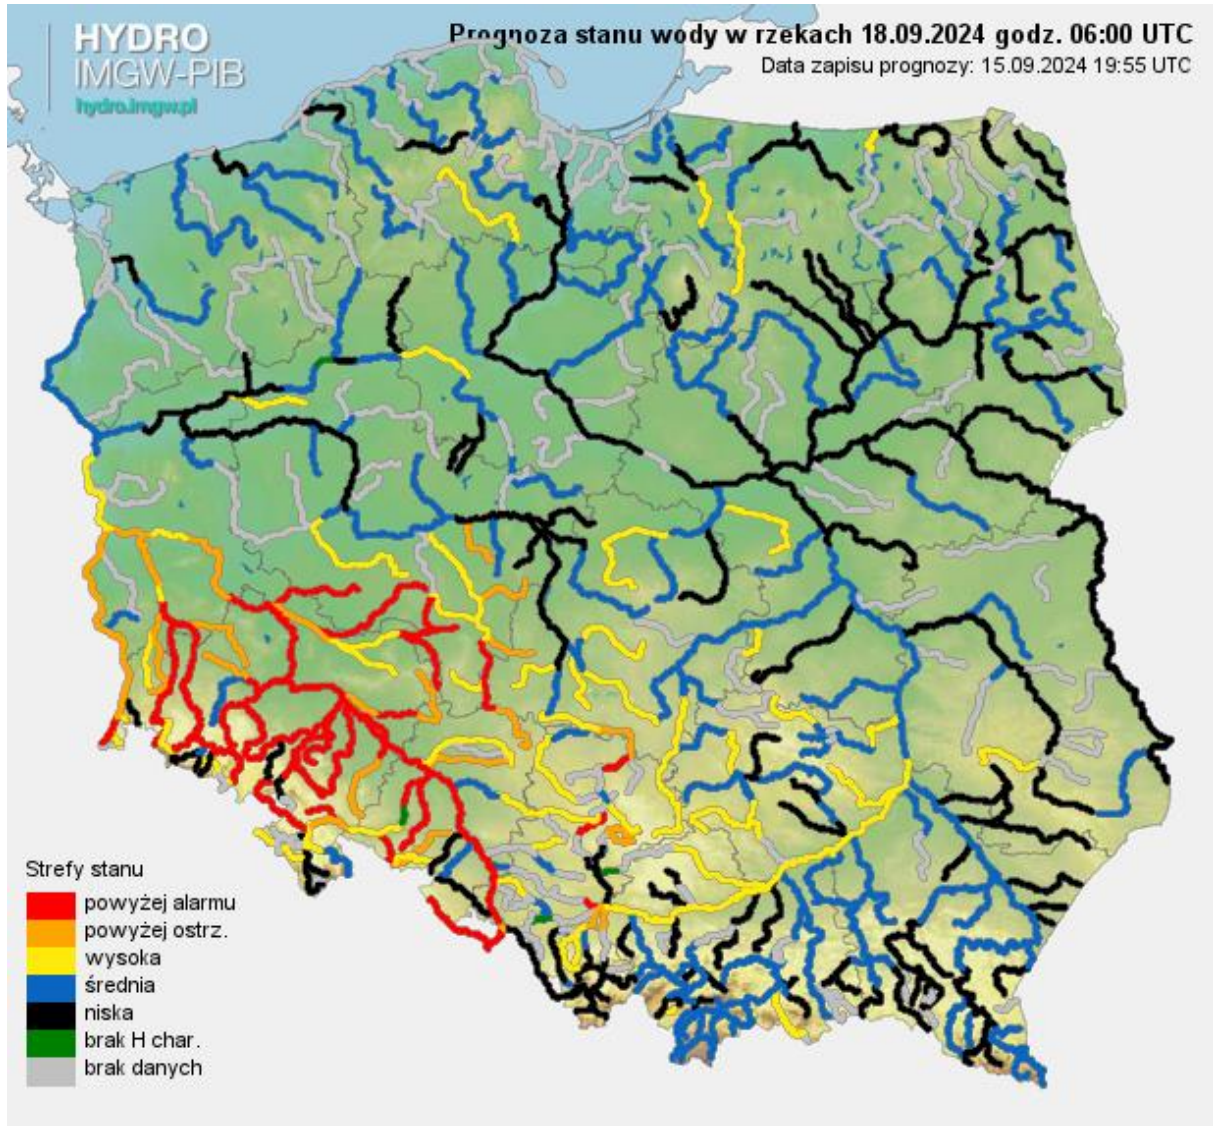 HYDRO
IMGW-PIB
hydro.imgw.pl
Prognoza stanu wody w rzekach 18.09.2024 godz. 06:00 UTC
Data zapisu prognozy: 15.09.2024 19:55 UTC
Strefy stanu
powyżej alarmu
powyżej ostrz.
wysoka
średnia
niska
brak H char.
brak danych